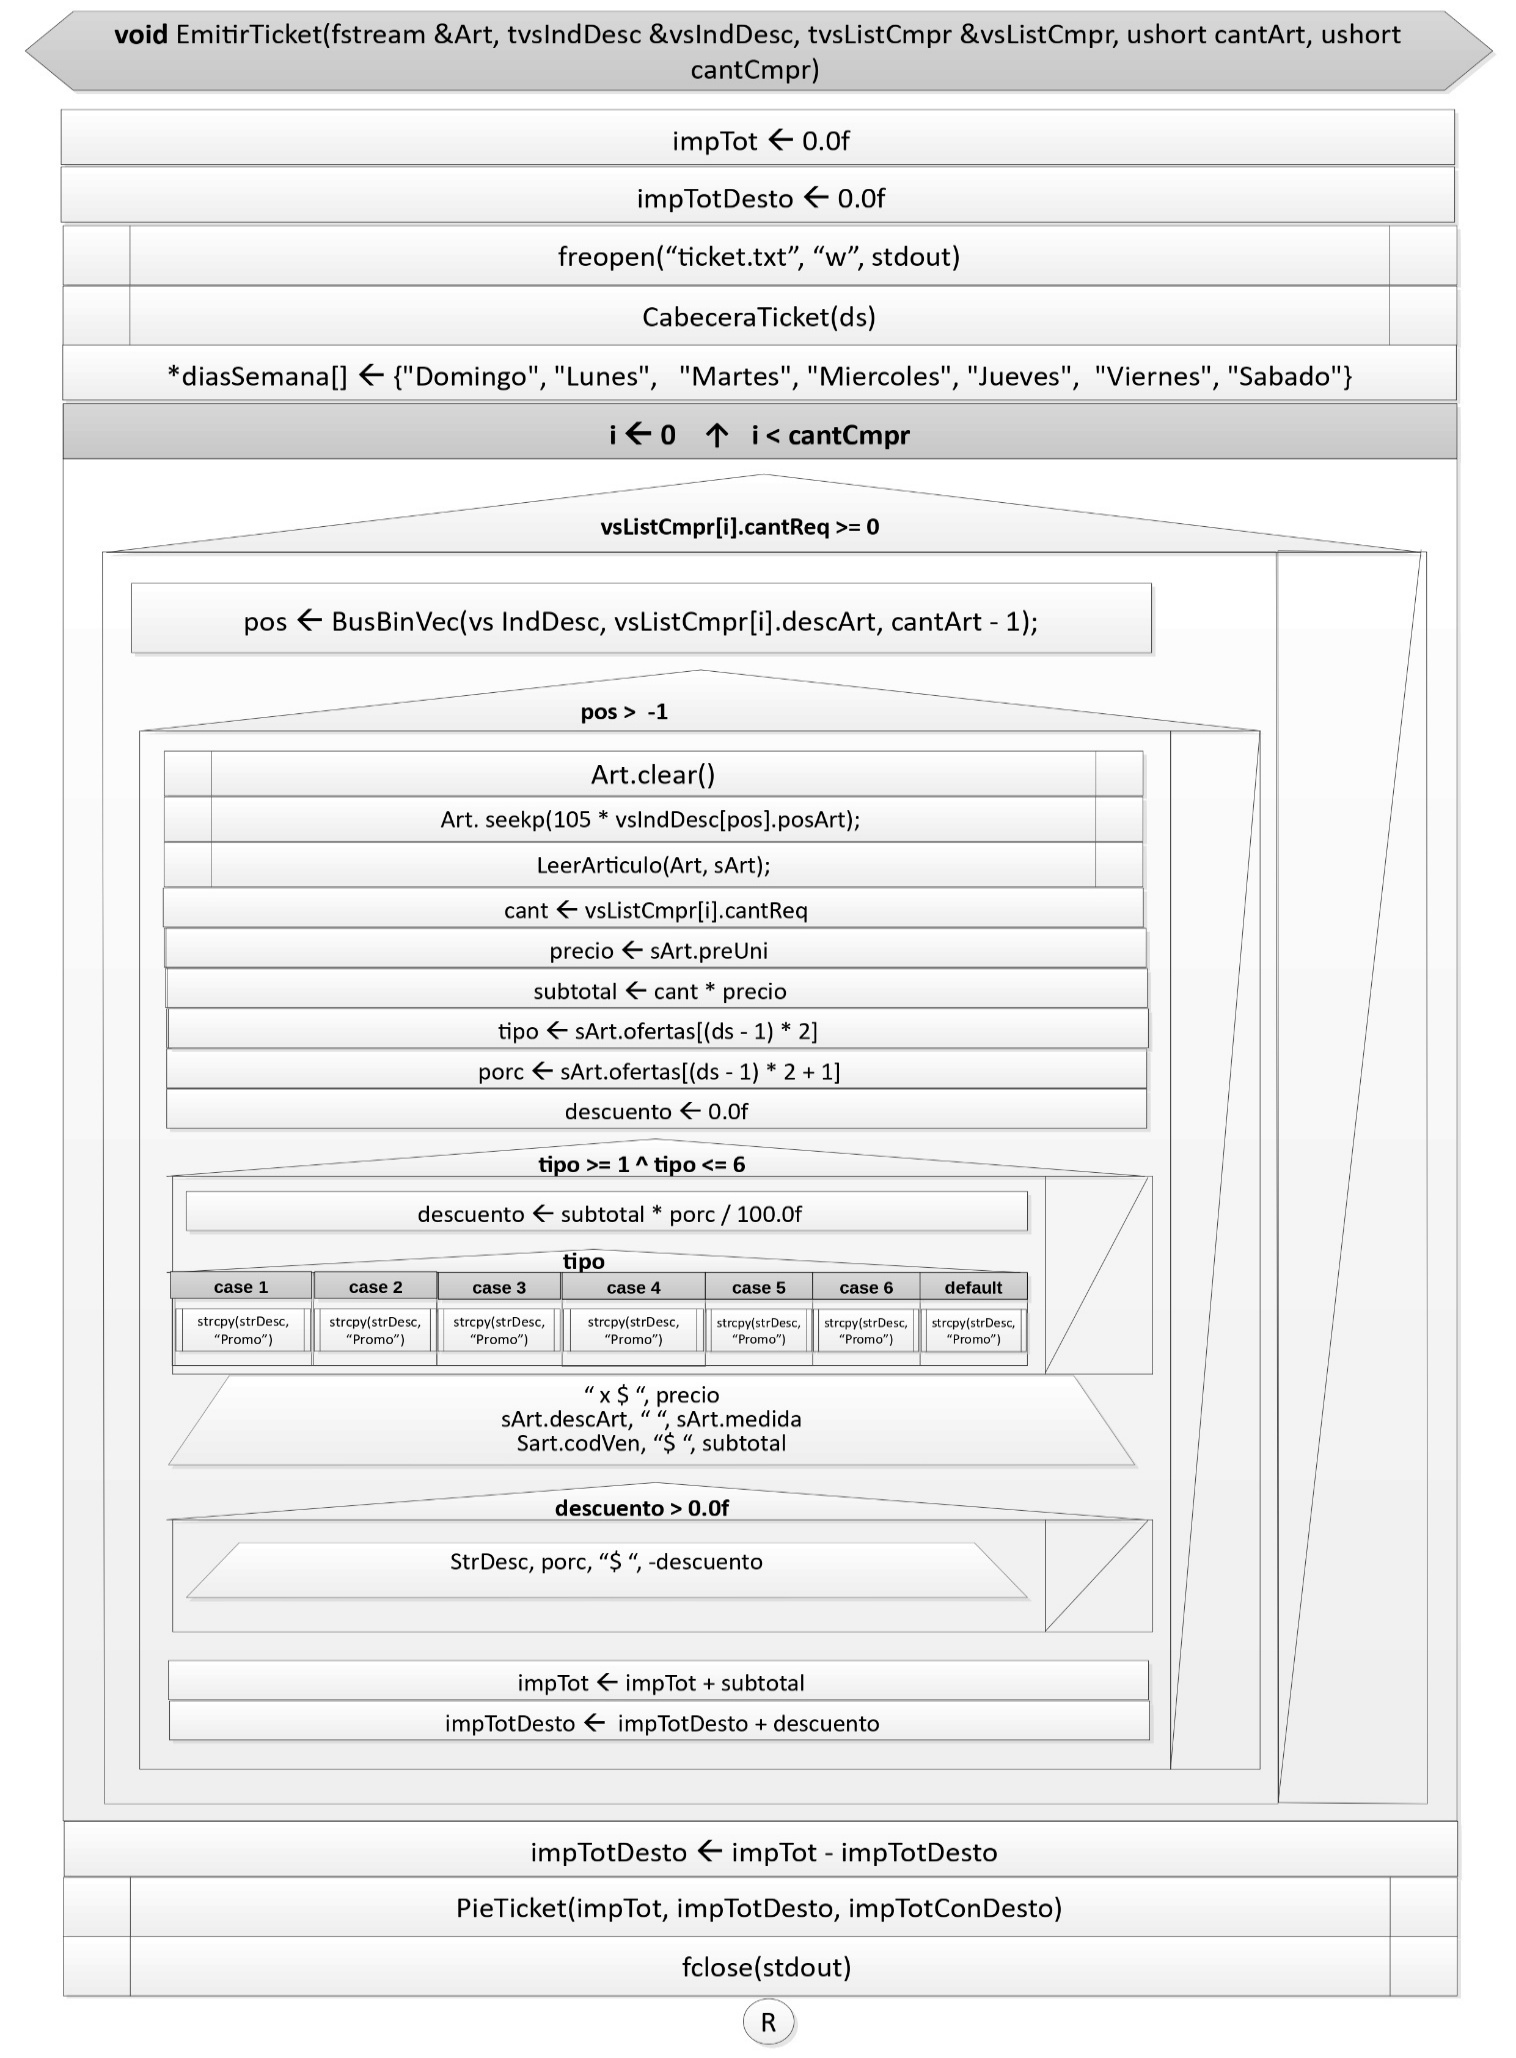 void EmitirTicket(fstream &Art, tvsIndDesc &vsIndDesc, tvsListCmpr &vsListCmpr, ushort cantArt, ushort
cantCmpr)
impTot ← 0.0f
impTotDesto ← 0.0f
freopen(“ticket.txt”, “w”, stdout)
CabeceraTicket(ds)
*diasSemana[] ← {"Domingo", "Lunes", "Martes", "Miercoles", "Jueves", "Viernes", "Sabado"}
i ← 0 ↑ i < cantCmpr
vsListCmpr[i].cantReq >= 0
pos ← BusBinVec(vs IndDesc, vsListCmpr[i].descArt, cantArt - 1);
pos > -1
Art.clear()
Art. seekp(105 * vsIndDesc[pos].posArt);
LeerArticulo(Art, sArt);
cant ← vsListCmpr[i].cantReq
precio ← sArt.preUni
subtotal ← cant * precio
tipo ← sArt.ofertas[(ds - 1) * 2]
porc ← sArt.ofertas[(ds - 1) * 2 + 1]
descuento ← 0.0f
tipo >= 1 ^ tipo <= 6
descuento ← subtotal * porc / 100.0f
tipo
case 1 case 2 case 3 case 4 case 5 case 6 default
strcpy(strDesc, strcpy(strDesc, strcpy(strDesc, strcpy(strDesc, strcpy(strDesc, strcpy(strDesc, strcpy(strDesc,
“Promo”) “Promo”) “Promo”) “Promo”) “Promo”) “Promo”) “Promo”)
“ x $ “, precio
sArt.descArt, “ “, sArt.medida
Sart.codVen, “$ “, subtotal
descuento > 0.0f
StrDesc, porc, “$ “, -descuento
impTot ← impTot + subtotal
impTotDesto ← impTotDesto + descuento
impTotDesto ← impTot - impTotDesto
PieTicket(impTot, impTotDesto, impTotConDesto)
fclose(stdout)
R